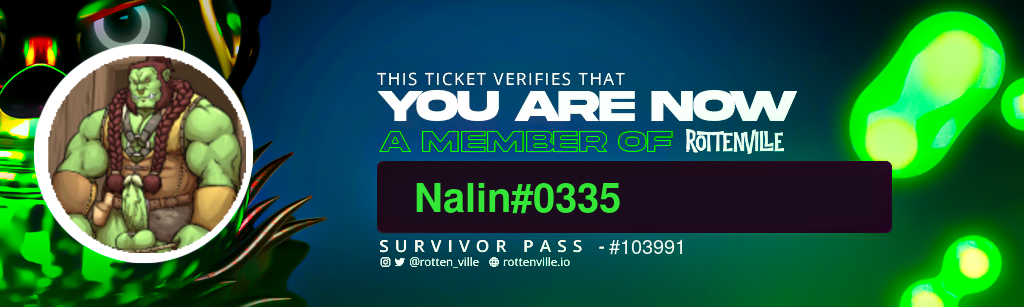 THIS TICKET VERIFIES THAT
YOU ARE NOW
A MEMBER OF ROTTENVILLE
Nalin#0335
SURVIVOR PASS - #103991
@rotten_ville rottenville.io